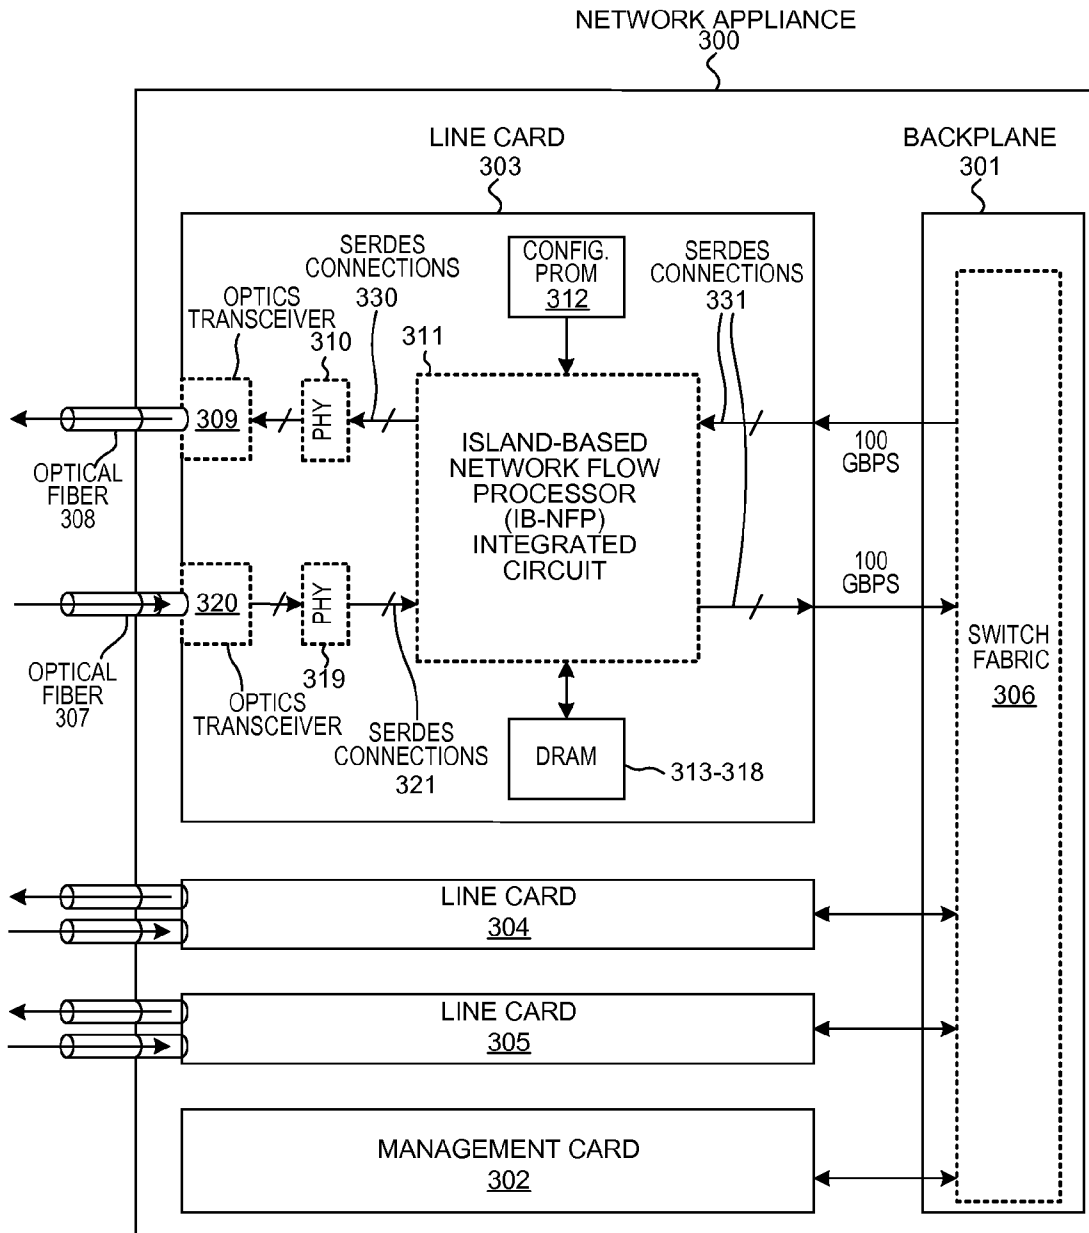 NETWORK APPLIANCE
300
LINE CARD
303
BACKPLANE
301
SERDES
CONNECTIONS
330
CONFIG.
PROM
312
SERDES
CONNECTIONS
331
OPTICS
TRANSCEIVER
310
311
309
PHY
OPTICAL
FIBER
308
ISLAND-BASED
NETWORK FLOW
PROCESSOR
(IB-NFP)
INTEGRATED
CIRCUIT
100
GBPS
100
GBPS
320
PHY
319
OPTICAL
FIBER
307
OPTICS
TRANSCEIVER
SERDES
CONNECTIONS
321
DRAM
313-318
SWITCH
FABRIC
306
LINE CARD
304
LINE CARD
305
MANAGEMENT CARD
302